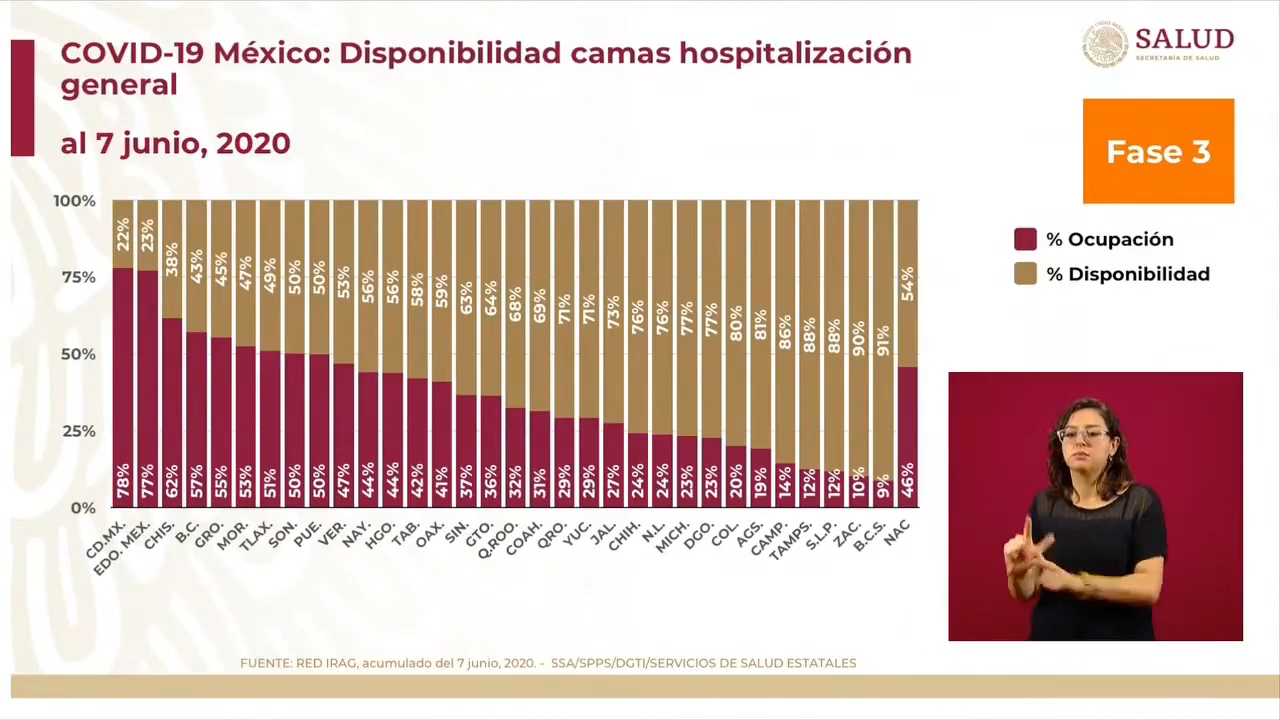 COVID-19 México: Disponibilidad camas hospitalización
general
al 7 junio, 2020
SALUD
SECRETARÍA DE SALUD
Fase 3
% Ocupación
% Disponibilidad
100%
75%
50%
25%
0%
22% 23% 38% 43% 45% 47% 49% 50% 50% 53% 56% 56% 58% 59% 63% 64% 68% 69% 71% 71% 73% 76% 76% 77% 77% 80% 81% 86% 88% 88% 90% 91% 54%
78% 77% 62% 57% 55% 53% 51% 50% 50% 47% 44% 44% 42% 41% 37% 36% 32% 31% 29% 29% 27% 24% 24% 23% 23% 20% 19% 14% 12% 12% 10% 9% 46%
CD.MX. EDO. MEX. CHIS. B.C. GRO. MOR. TLAX. SON. PUE. VER. NAY. HGO. TAB. OAX. SIN. GTO. Q.ROO. COAH. QRO. YUC. JAL. CHIH. N.L. MICH. DGO. COL. AGS. CAMP. TAMPS. S.L.P. ZAC. B.C.S. NAC
FUENTE: RED IRAG, acumulado del 7 junio, 2020. - SSA/SPPS/DGTI/SERVICIOS DE SALUD ESTATALES